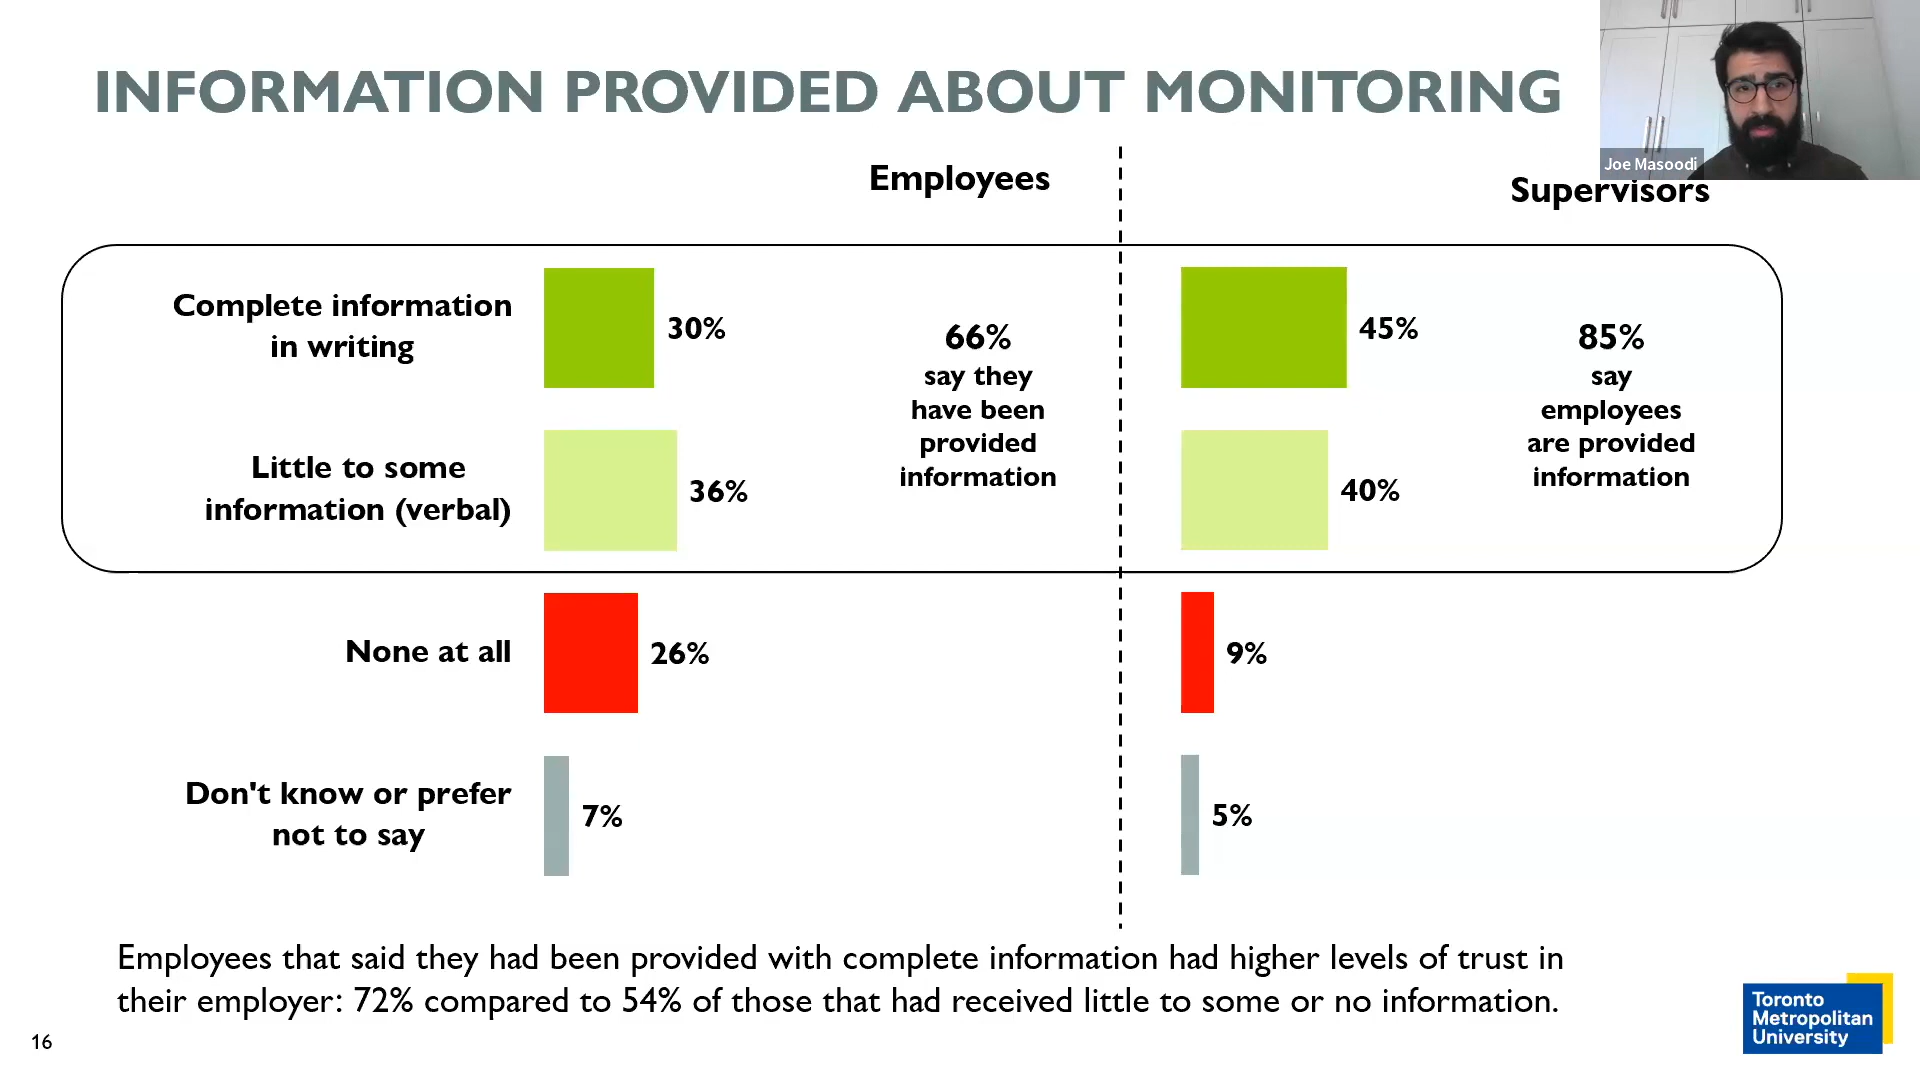 INFORMATION PROVIDED ABOUT MONITORING
Joe Masoodi
Employees
Supervisors
Complete information
in writing
30%
66%
say they
have been
provided
information
45%
85%
say
employees
are provided
information
Little to some
information (verbal)
36%
40%
None at all
26%
9%
Don't know or prefer
not to say
7%
5%
Employees that said they had been provided with complete information had higher levels of trust in
their employer: 72% compared to 54% of those that had received little to some or no information.
Toronto
Metropolitan
University
16